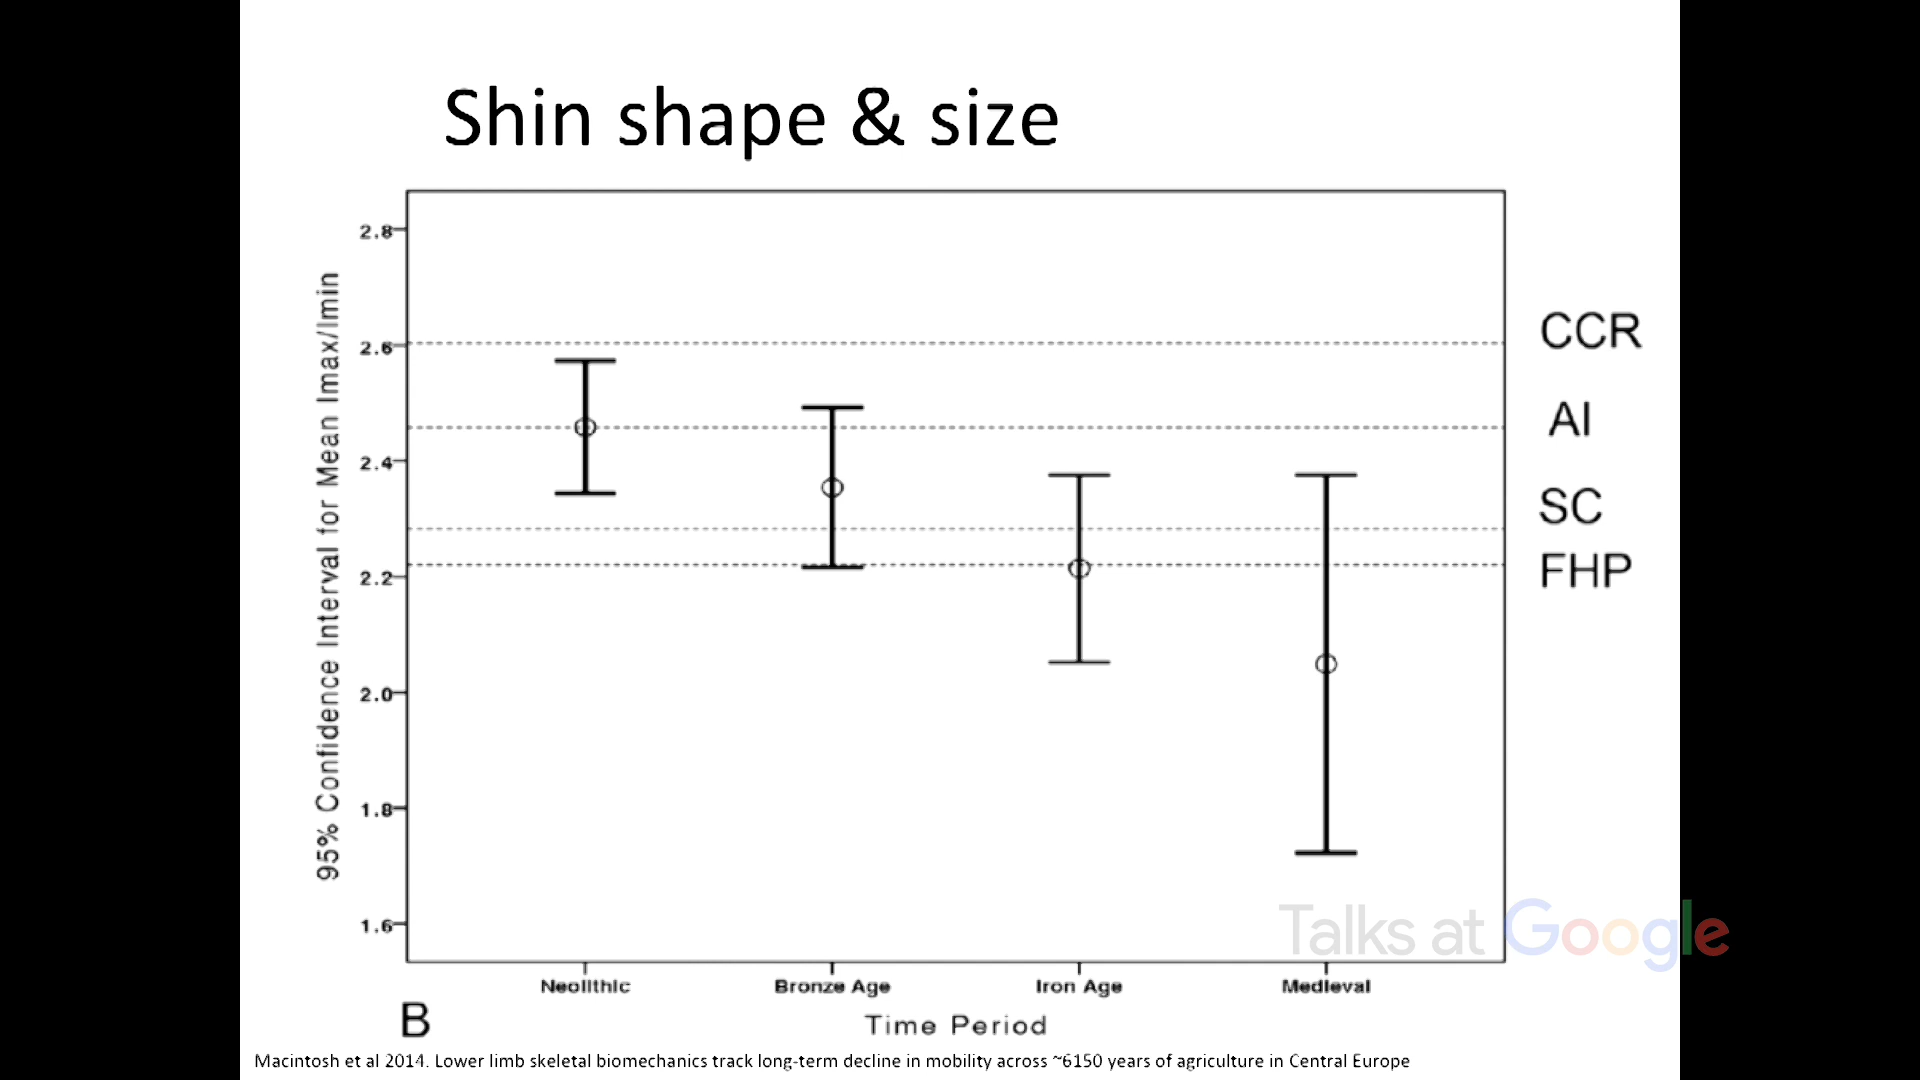 Shin shape & size
95% Confidence Interval for Mean Imax/Imin
2.8
2.6
2.4
2.2
2.0
1.8
1.6
CCR
AI
SC
FHP
Neolithic
Bronze Age
Iron Age
Medieval
Time Period
B
Talks at Google
Macintosh et al 2014. Lower limb skeletal biomechanics track long-term decline in mobility across ~6150 years of agriculture in Central Europe